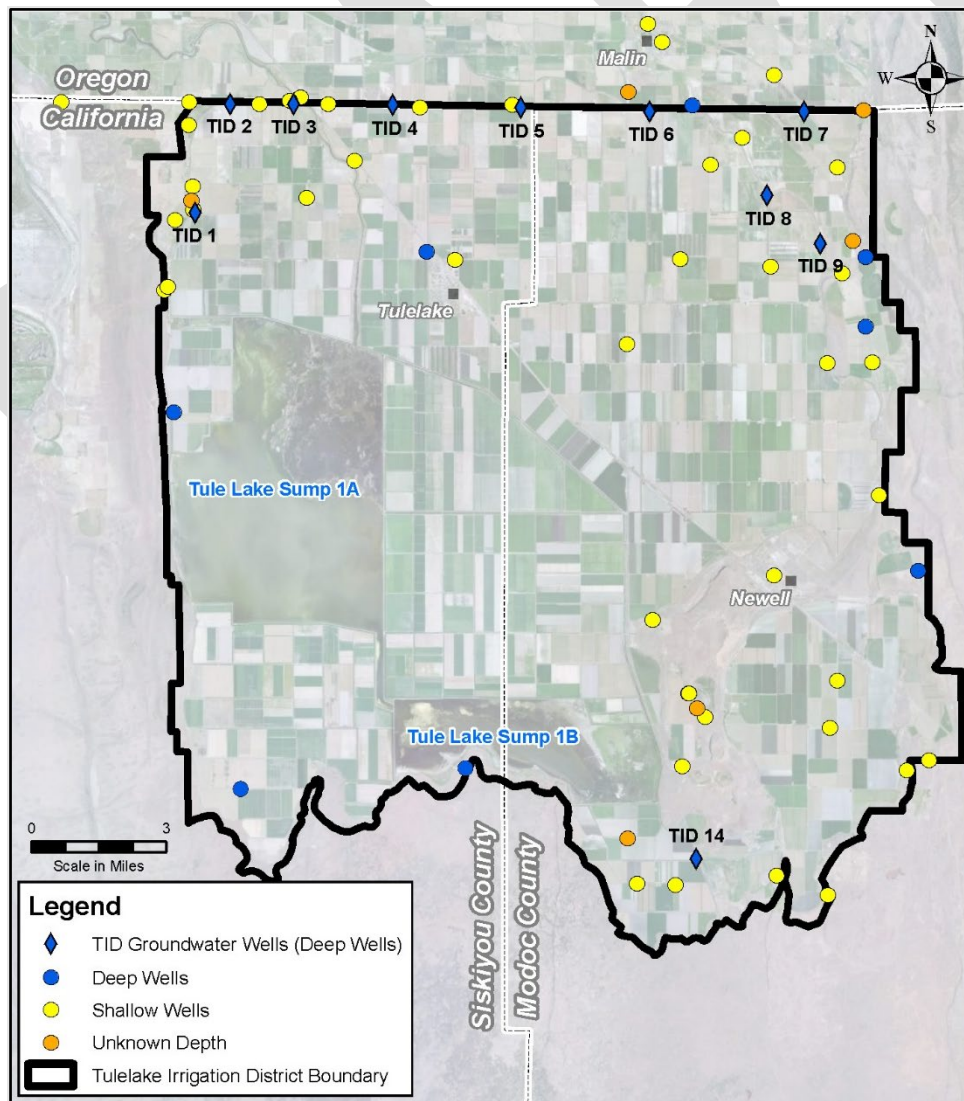 Malin
N
W
E
S
Oregon
California
TID 2
TID 3
TID 4
TID 5
TID 6
TID 7
TID 8
TID 1
TID 9
Tulelake
Tule Lake Sump 1A
Newell
Tule Lake Sump 1B
TID 14
0 3
Scale in Miles
Siskiyou County
Modoc County
Legend
TID Groundwater Wells (Deep Wells)
Deep Wells
Shallow Wells
Unknown Depth
Tulelake Irrigation District Boundary